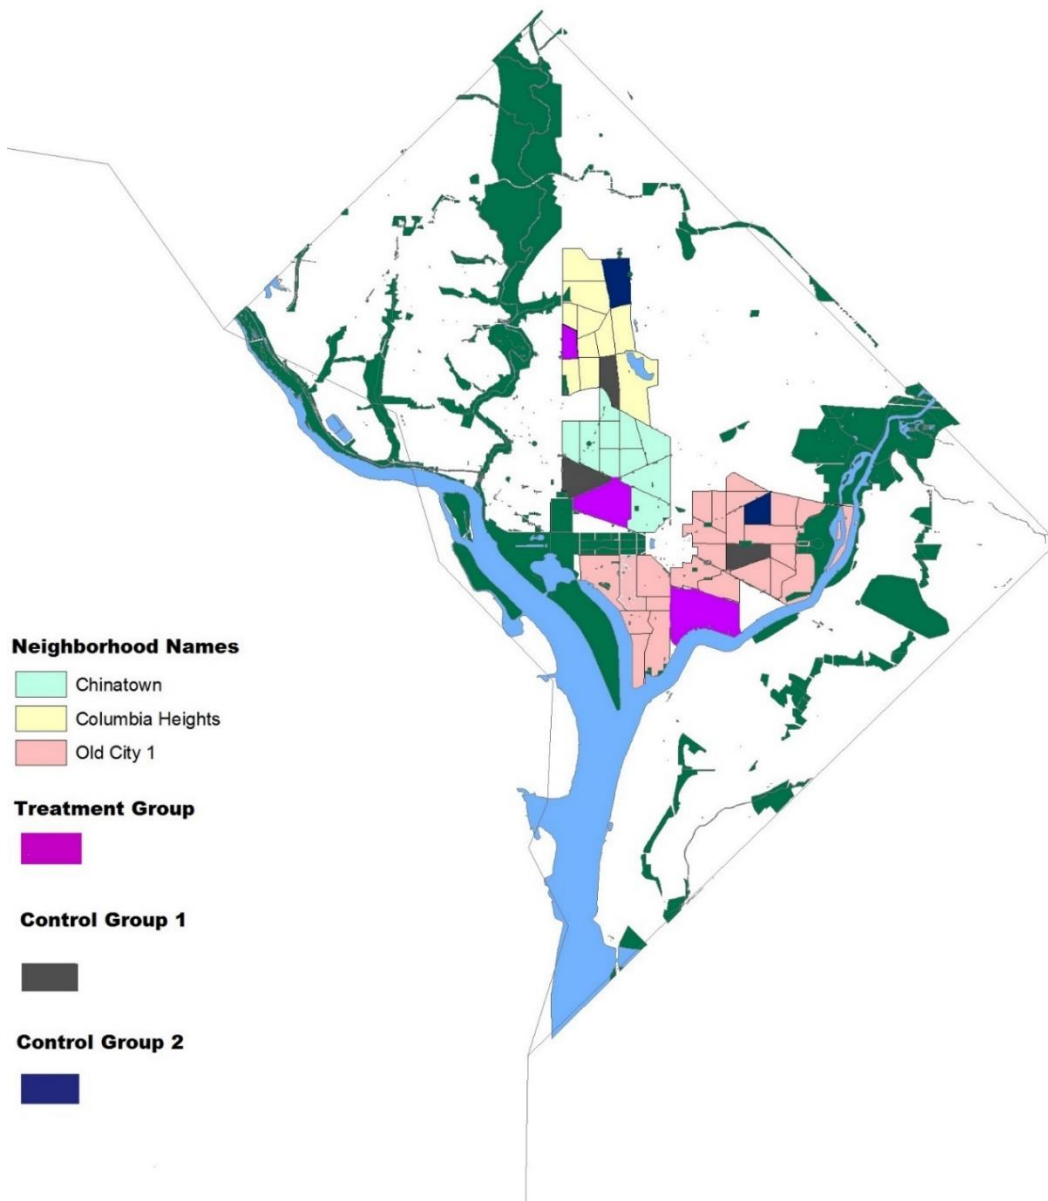 Neighborhood Names
Chinatown
Columbia Heights
Old City 1
Treatment Group
Control Group 1
Control Group 2